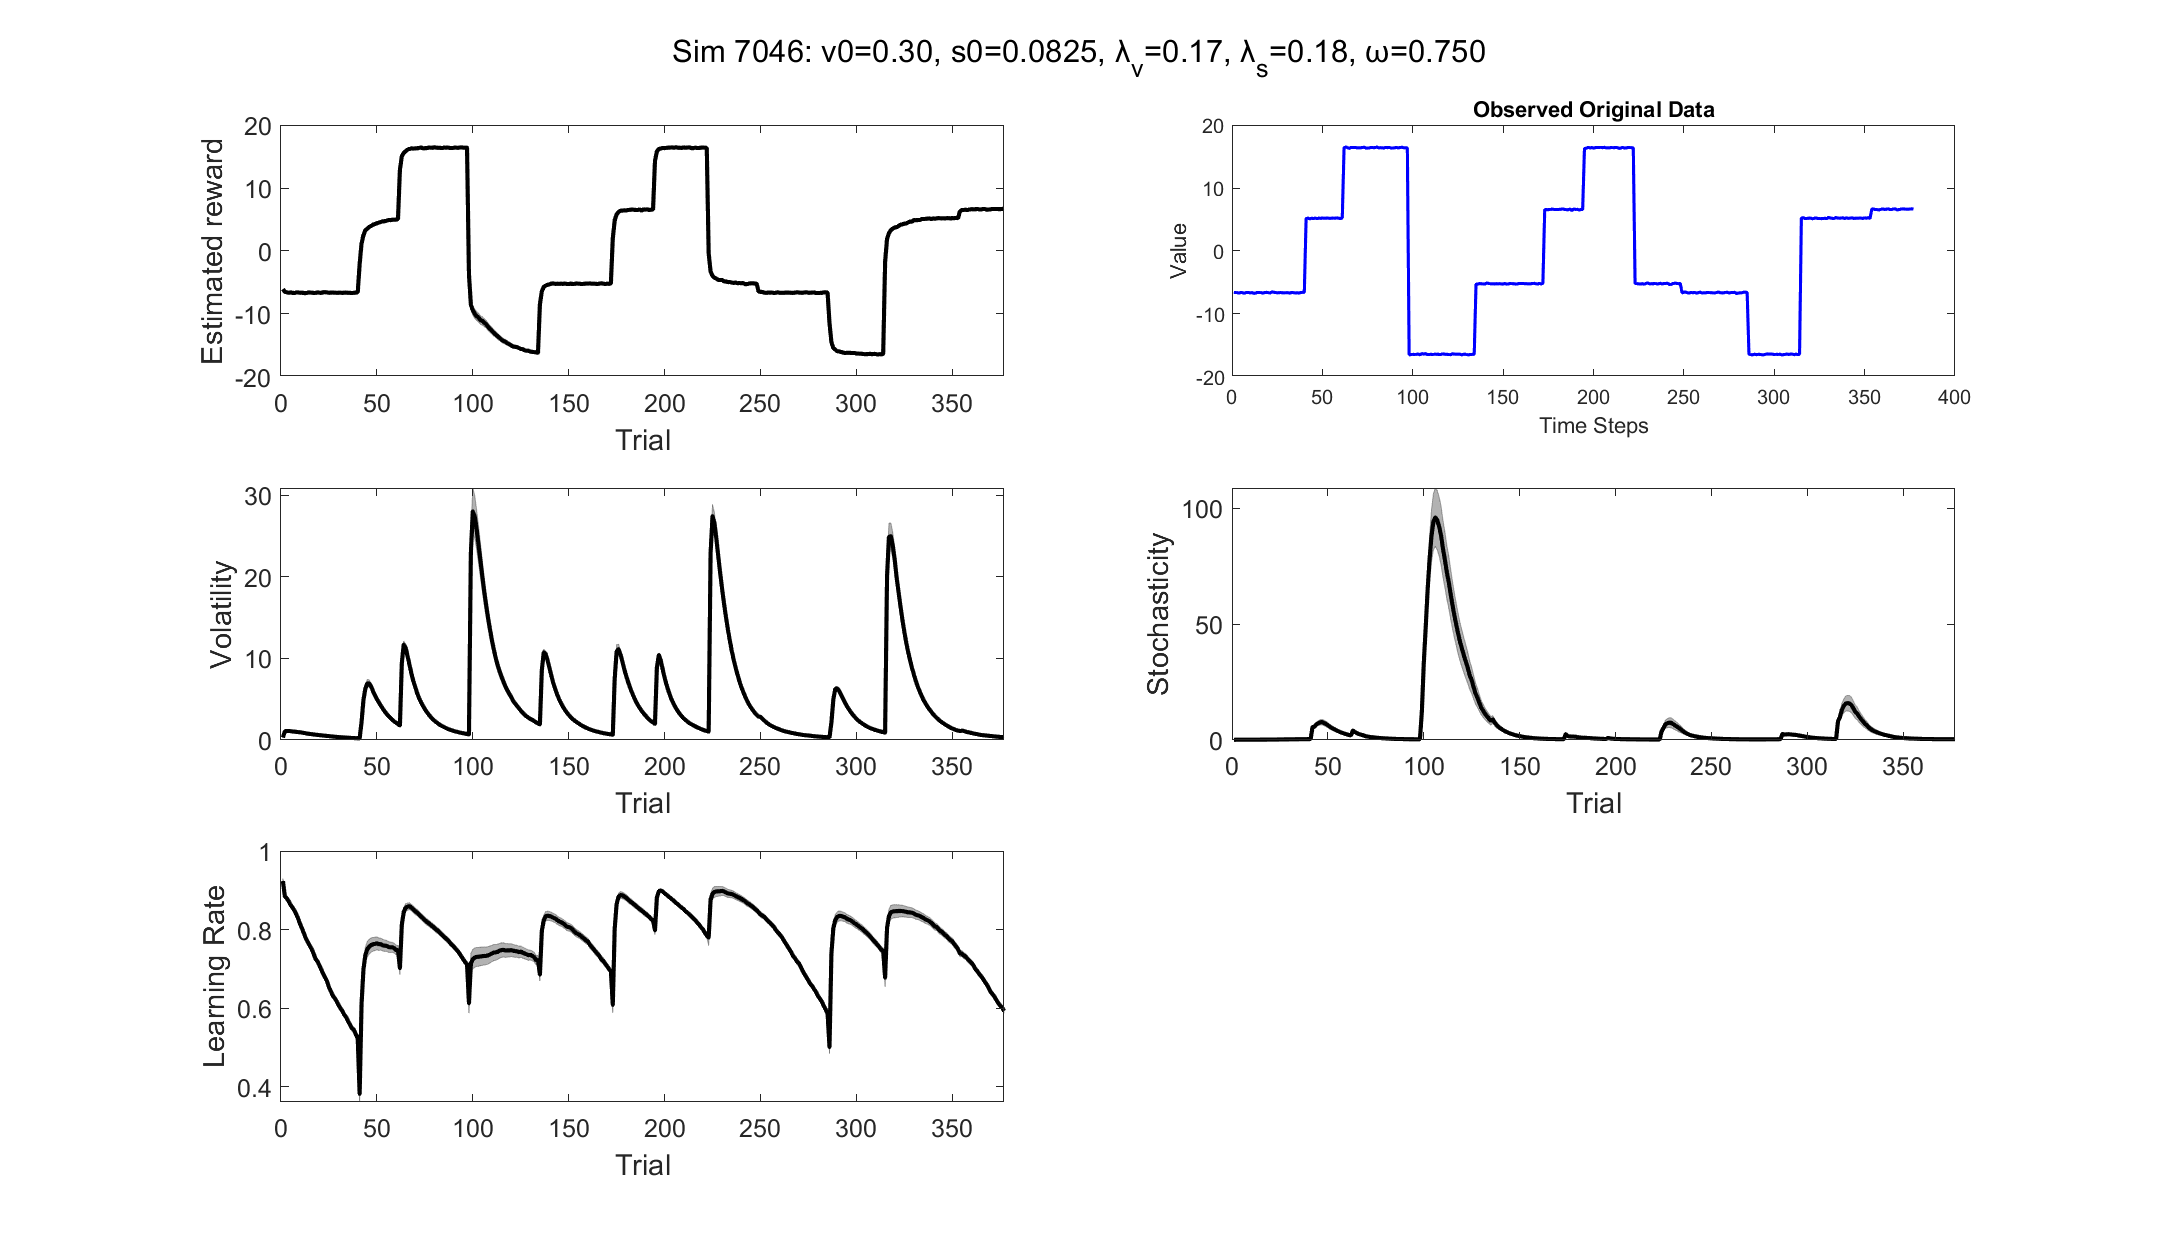 Sim 7046: v0=0.30, s0=0.0825, λv=0.17, λs=0.18, ω=0.750
Estimated reward
20
10
0
-10
-20
0 50 100 150 200 250 300 350
Trial
Observed Original Data
Value
20
10
0
-10
-20
0 50 100 150 200 250 300 350 400
Time Steps
Volatility
30
20
10
0
0 50 100 150 200 250 300 350
Trial
Stochasticity
100
50
0
0 50 100 150 200 250 300 350
Trial
Learning Rate
1
0.8
0.6
0.4
0 50 100 150 200 250 300 350
Trial